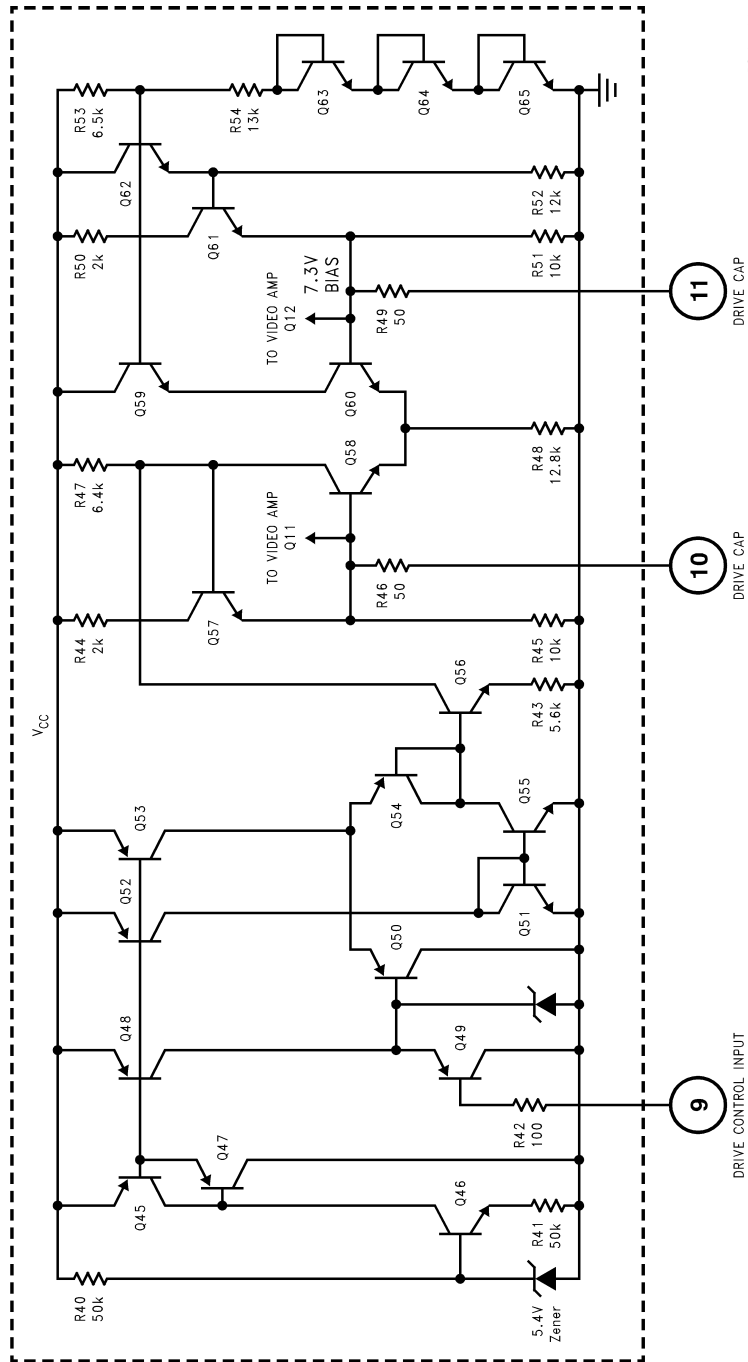 R53
6.5k
R54
13k
Q63
Q64
Q65
Q62
R52
12k
R50
2k
Q61
R51
10k
7.3V
BIAS
TO VIDEO AMP
Q12
R49
50
11
DRIVE CAP
Q59
Q60
R47
6.4k
Q58
R48
12.8k
TO VIDEO AMP
Q11
R46
50
10
DRIVE CAP
R44
2k
Q57
R45
10k
Q56
R43
5.6k
VCC
Q53
Q54
Q55
Q52
Q50
Q51
Q48
Q49
R42
100
9
DRIVE CONTROL INPUT
Q47
Q45
Q46
R41
50k
R40
50k
5.4V
Zener